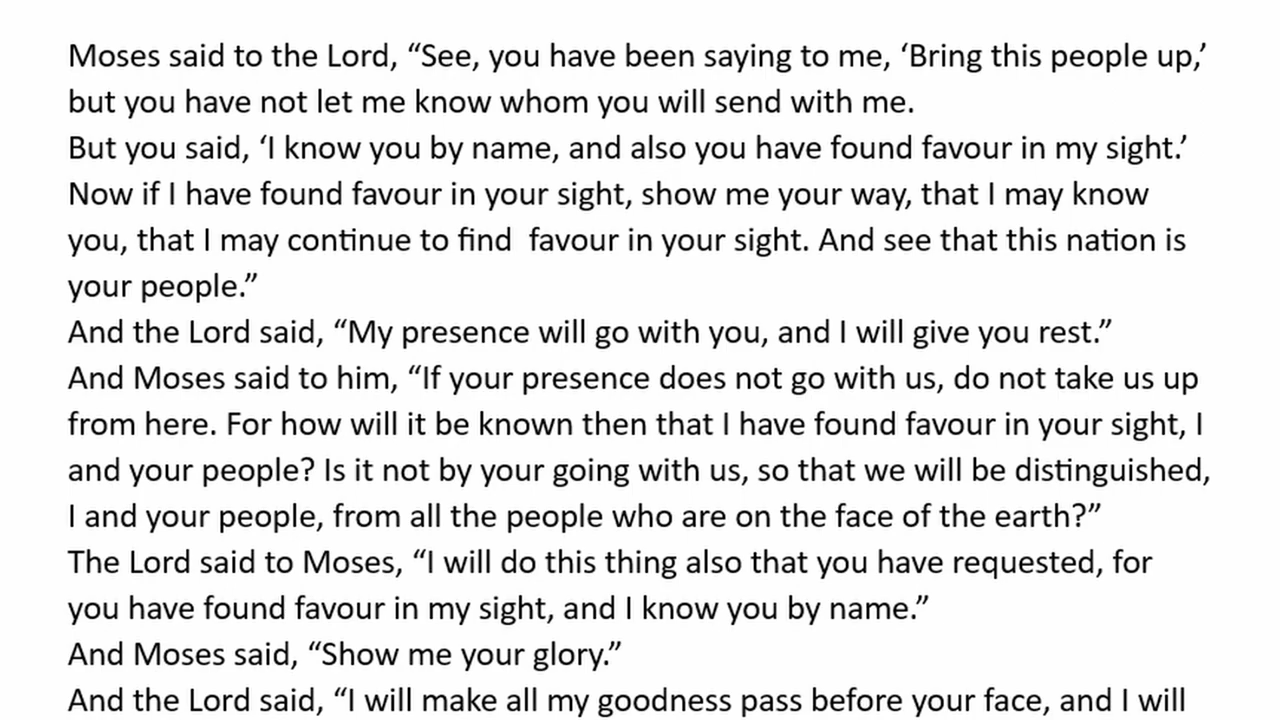 Moses said to the Lord, “See, you have been saying to me, ‘Bring this people up,’
but you have not let me know whom you will send with me.
But you said, ‘I know you by name, and also you have found favour in my sight.’
Now if I have found favour in your sight, show me your way, that I may know
you, that I may continue to find  favour in your sight. And see that this nation is
your people.”
And the Lord said, “My presence will go with you, and I will give you rest.”
And Moses said to him, “If your presence does not go with us, do not take us up
from here. For how will it be known then that I have found favour in your sight, I
and your people? Is it not by your going with us, so that we will be distinguished,
I and your people, from all the people who are on the face of the earth?”
The Lord said to Moses, “I will do this thing also that you have requested, for
you have found favour in my sight, and I know you by name.”
And Moses said, “Show me your glory.”
And the Lord said, “I will make all my goodness pass before your face, and I will